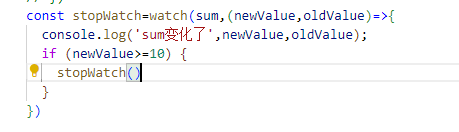 const stopWatch=watch(sum,(newValue,oldValue)=>{
console.log('sum变化了',newValue,oldValue);
if (newValue>=10) {
stopWatch()
}
})